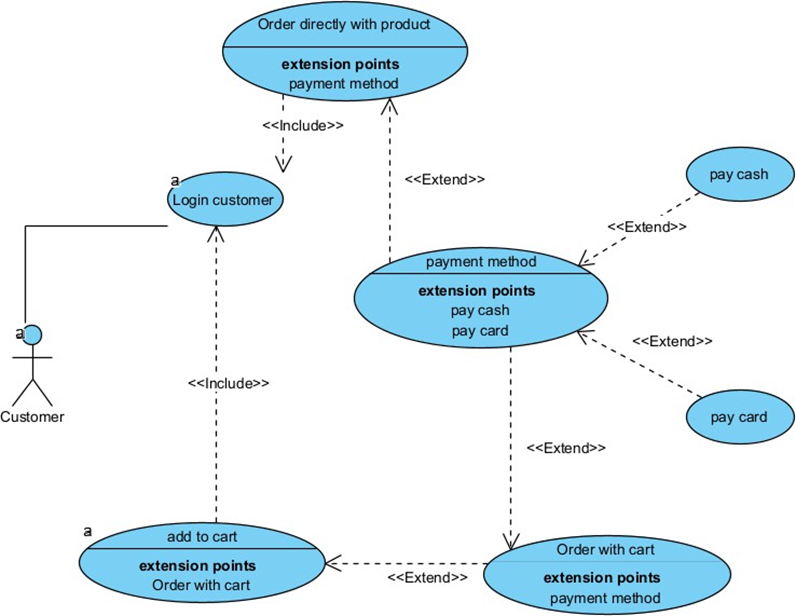 Order directly with product
extension points
payment method
<<Include>>
<<Extend>>
a
Login customer
pay cash
<<Extend>>
payment method
extension points
pay cash
pay card
a
Customer
<<Extend>>
<<Include>>
pay card
<<Extend>>
a
add to cart
extension points
Order with cart
<<Extend>>
Order with cart
extension points
payment method